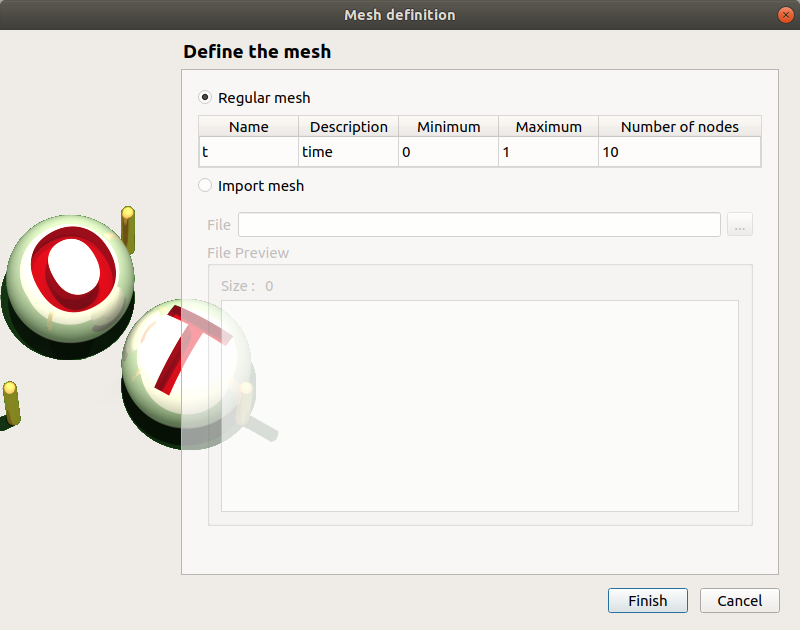 Mesh definition
Define the mesh
Regular mesh
Name Description Minimum Maximum Number of nodes
t time 0 1 10
Import mesh
File ...
File Preview
Size : 0
O
T
Finish Cancel